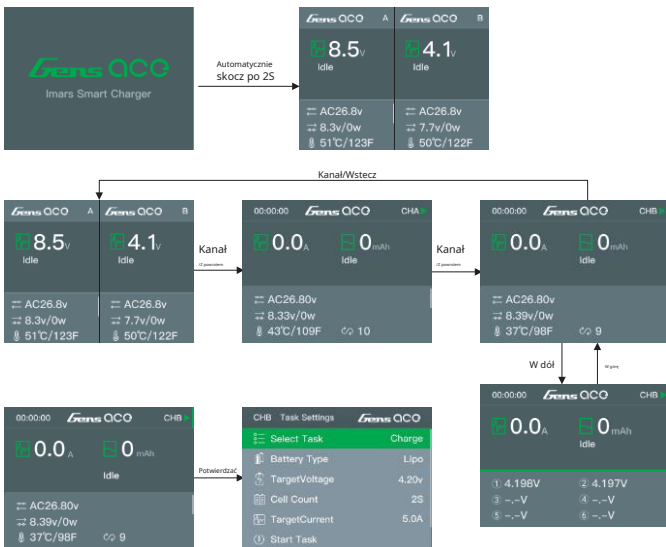 Gens ace
Imars Smart Charger
Automatycznie
skocz po 2S
Gens ace A
8.5v
Idle
AC26.8v
8.3v/0w
51℃/123F
Gens ace B
4.1v
Idle
AC26.8v
7.7v/0w
50℃/122F
Kanał/Wstecz
Gens ace A
8.5v
Idle
AC26.8v
8.3v/0w
51℃/123F
Gens ace B
4.1v
Idle
AC26.8v
7.7v/0w
50℃/122F
Kanał
/Z powrotem
00:00:00 Gens ace CHA
0.0A 0mAh
Idle
AC26.80v
8.33v/0w
43℃/109F 10
Kanał
/Z powrotem
00:00:00 Gens ace CHB
0.0A 0mAh
Idle
AC26.80v
8.39v/0w
37℃/98F 9
W dół
W górę
00:00:00 Gens ace CHB
0.0A 0mAh
Idle
① 4.198V ② 4.197V
③ –.–V ④ –.–V
⑤ –.–V ⑥ –.–V
00:00:00 Gens ace CHB
0.0A 0mAh
Idle
AC26.80v
8.39v/0w
37℃/98F 9
Potwierdzać
CHB Task Settings Gens ace
Select Task Charge
Battery Type Lipo
TargetVoltage 4.20v
Cell Count 2S
TargetCurrent 5.0A
Start Task